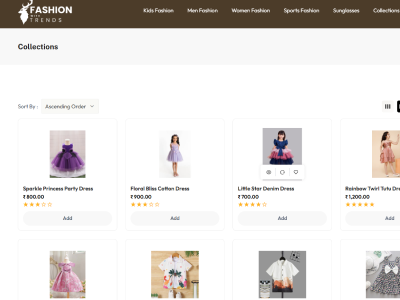 FASHION
WITH
TRENDS
Kids Fashion Men Fashion Women Fashion Sports Fashion Sunglasses Collections
Collections
Sort By : Ascending Order
Sparkle Princess Party Dress
₹ 800.00
Add
Floral Bliss Cotton Dress
₹ 900.00
Add
Little Star Denim Dress
₹ 700.00
Add
Rainbow Twirl Tutu Dre
₹ 1,200.00
Add